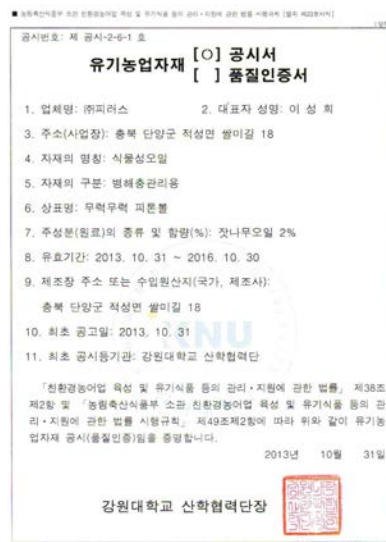 ■ 농림축산식품부 소관 친환경농어업 육성 및 유기식품 등의 관리·지원에 관한 법률 시행규칙
공시번호: 제 공시-2-6-1 호
유기농업자재 [○] 공시서
[ ] 품질인증서
1. 업체명: ㈜피러스 2. 대표자 성명: 이 성 희
3. 주소(사업장): 충북 단양군 적성면 쌀미길 18
4. 자재의 명칭: 식물성오일
5. 자재의 구분: 병해충관리용
6. 상표명: 무럭무럭 피톤볼
7. 주성분(원료)의 종류 및 함량(%): 잣나무오일 2%
8. 유효기간: 2013. 10. 31 ~ 2016. 10. 30
9. 제조장 주소 또는 수입원산지(국가, 제조사):
충북 단양군 적성면 쌀미길 18
10. 최초 공고일: 2013. 10. 31
11. 최초 공시등기관: 강원대학교 산학협력단
KNU
「친환경농어업 육성 및 유기식품 등의 관리·지원에 관한 법률」 제38조
제2항 및 「농림축산식품부 소관 친환경농어업 육성 및 유기식품 등의 관
리·지원에 관한 법률 시행규칙」 제49조제2항에 따라 위와 같이 유기농
업자재 공시(품질인증)임을 증명합니다.
2013년 10월 31일
강원대학교 산학협력단장